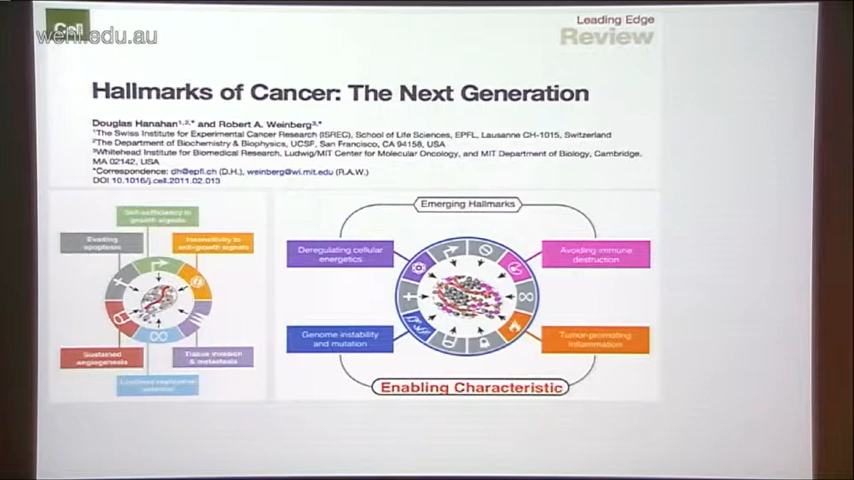 Cell
wehi.edu.au
Leading Edge
Review
Hallmarks of Cancer: The Next Generation
Douglas Hanahan1,2,* and Robert A. Weinberg3,*
1The Swiss Institute for Experimental Cancer Research (ISREC), School of Life Sciences, EPFL, Lausanne CH-1015, Switzerland
2The Department of Biochemistry & Biophysics, UCSF, San Francisco, CA 94158, USA
3Whitehead Institute for Biomedical Research, Ludwig/MIT Center for Molecular Oncology, and MIT Department of Biology, Cambridge,
MA 02142, USA
*Correspondence: dh@epfl.ch (D.H.), weinberg@wi.mit.edu (R.A.W.)
DOI 10.1016/j.cell.2011.02.013
Self-sufficiency in
growth signals
Evading
apoptosis
Insensitivity to
anti-growth signals
Sustained
angiogenesis
Tissue invasion
& metastasis
Limitless replicative
potential
Emerging Hallmarks
Deregulating cellular
energetics
Avoiding immune
destruction
Genome instability
and mutation
Tumor-promoting
inflammation
Enabling Characteristic